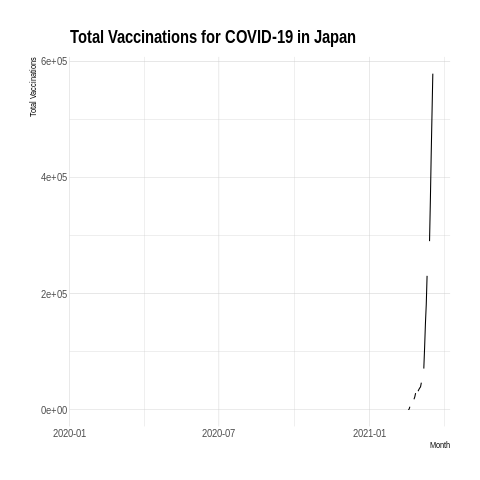 Total Vaccinations for COVID-19 in Japan
Total Vaccinations
6e+05
4e+05
2e+05
0e+00
2020-01 2020-07 2021-01
Month